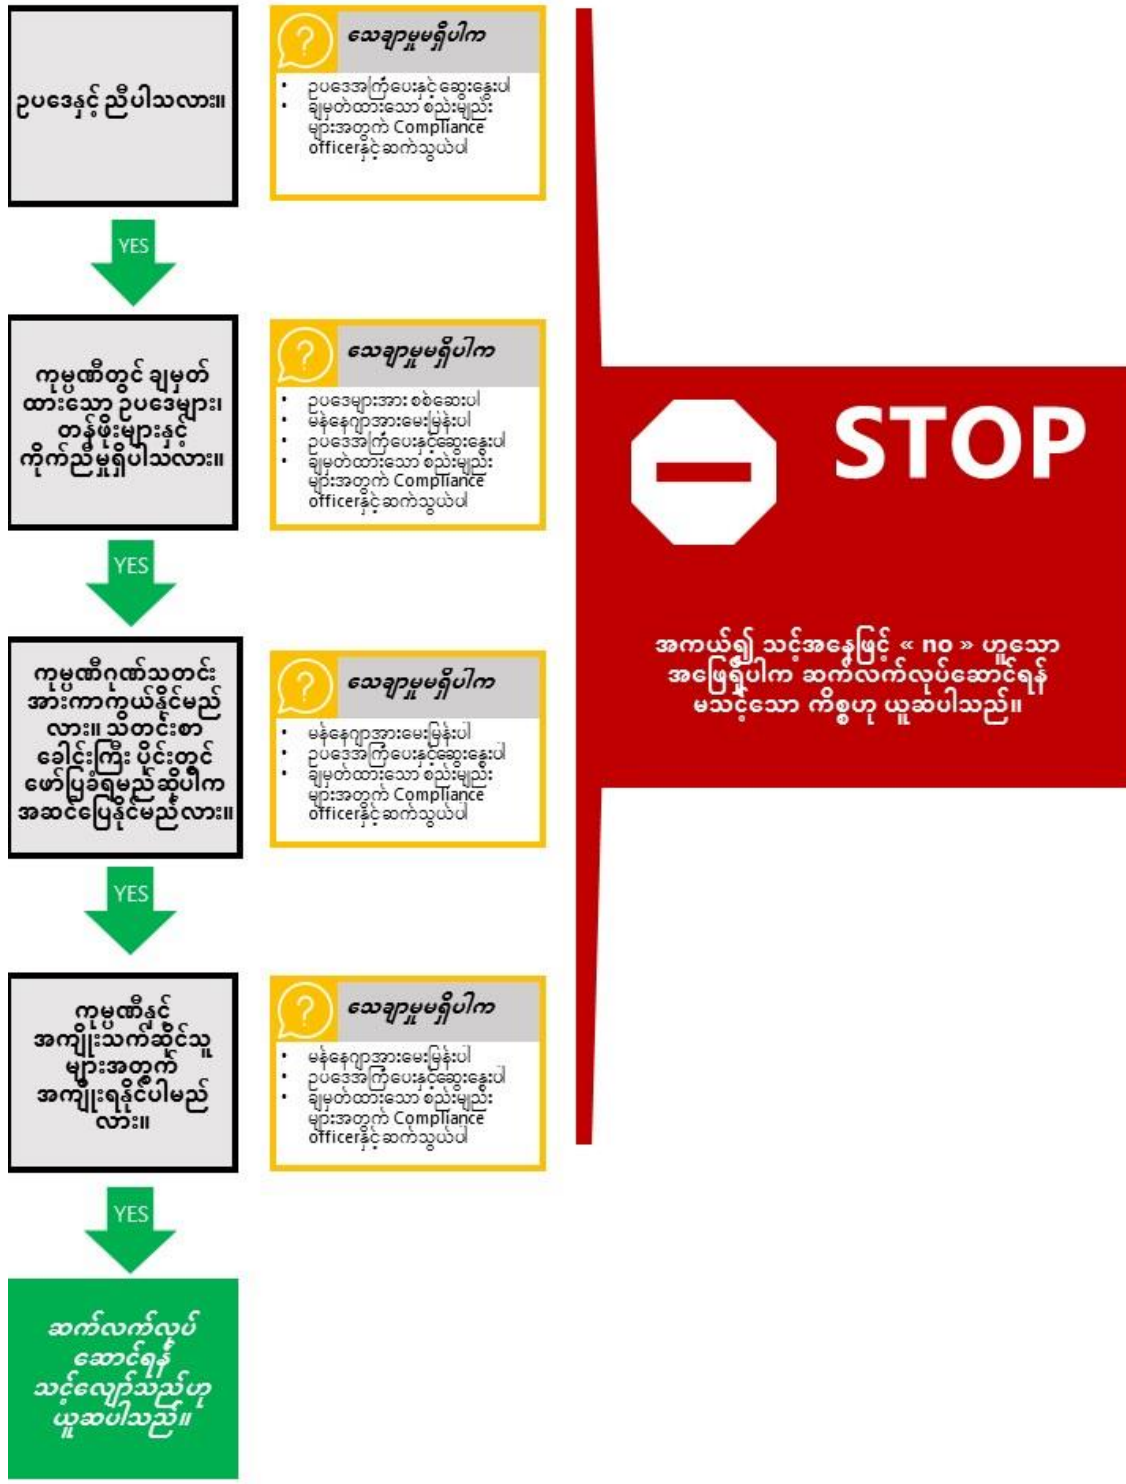 ဥပဒေနှင့် ညီပါသလား။
?
သေချာမှုမရှိပါက
• ဥပဒေအကြံပေးနှင့် ဆွေးနွေးပါ
• ချမှတ်ထားသော စည်းမျည်း
များအတွက် Compliance
officerနှင့်ဆက်သွယ်ပါ
YES
ကုမ္ပဏီတွင် ချမှတ်
ထားသော ဥပဒေများ၊
တန်ဖိုးများနှင့်
ကိုက်ညီမှုရှိပါသလား။
?
သေချာမှုမရှိပါက
• ဥပဒေများအား စစ်ဆေးပါ
• မန်နေဂျာအားမေးမြန်းပါ
• ဥပဒေအကြံပေးနှင့်ဆွေးနွေးပါ
• ချမှတ်ထားသော စည်းမျည်း
များအတွက် Compliance
officerနှင့်ဆက်သွယ်ပါ
YES
ကုမ္ပဏီဂုဏ်သတင်း
အားကာကွယ်နိုင်မည်
လား။ သတင်းစာ
ခေါင်းကြီး ပိုင်းတွင်
ဖော်ပြခံရမည်ဆိုပါက
အဆင်ပြေနိုင်မည်လား။
?
သေချာမှုမရှိပါက
• မန်နေဂျာအားမေးမြန်းပါ
• ဥပဒေအကြံပေးနှင့်ဆွေးနွေးပါ
• ချမှတ်ထားသော စည်းမျည်း
များအတွက် Compliance
officerနှင့်ဆက်သွယ်ပါ
YES
ကုမ္ပဏီနှင့်
အကျိုးသက်ဆိုင်သူ
များအတွက်
အကျိုးရနိုင်ပါမည်
လား။
?
သေချာမှုမရှိပါက
• မန်နေဂျာအားမေးမြန်းပါ
• ဥပဒေအကြံပေးနှင့်ဆွေးနွေးပါ
• ချမှတ်ထားသော စည်းမျည်း
များအတွက် Compliance
officerနှင့်ဆက်သွယ်ပါ
YES
ဆက်လက်လုပ်
ဆောင်ရန်
သင့်လျော်သည်ဟု
ယူဆပါသည်။
STOP
အကယ်၍ သင့်အနေဖြင့် « no » ဟူသော
အဖြေရှိပါက ဆက်လက်လုပ်ဆောင်ရန်
မသင့်သော ကိစ္စဟု ယူဆပါသည်။